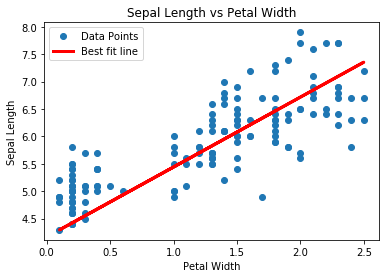 Sepal Length vs Petal Width
Data Points
Best fit line
8.0
7.5
7.0
6.5
6.0
5.5
5.0
4.5
Sepal Length
0.0
0.5
1.0
1.5
2.0
2.5
Petal Width